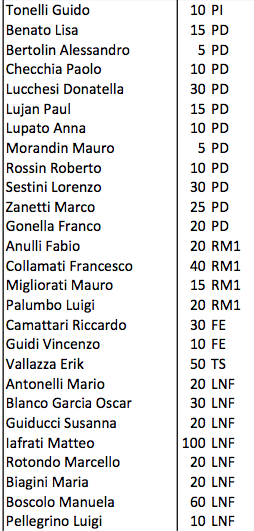 Tonelli Guido 10 PI
Benato Lisa 15 PD
Bertolin Alessandro 5 PD
Checchia Paolo 10 PD
Lucchesi Donatella 30 PD
Lujan Paul 15 PD
Lupato Anna 10 PD
Morandin Mauro 5 PD
Rossin Roberto 10 PD
Sestini Lorenzo 30 PD
Zanetti Marco 25 PD
Gonella Franco 20 PD
Anulli Fabio 20 RM1
Collamati Francesco 40 RM1
Migliorati Mauro 15 RM1
Palumbo Luigi 20 RM1
Camattari Riccardo 30 FE
Guidi Vincenzo 10 FE
Vallazza Erik 50 TS
Antonelli Mario 20 LNF
Blanco Garcia Oscar 30 LNF
Guiducci Susanna 20 LNF
Iafrati Matteo 100 LNF
Rotondo Marcello 20 LNF
Biagini Maria 20 LNF
Boscolo Manuela 60 LNF
Pellegrino Luigi 10 LNF